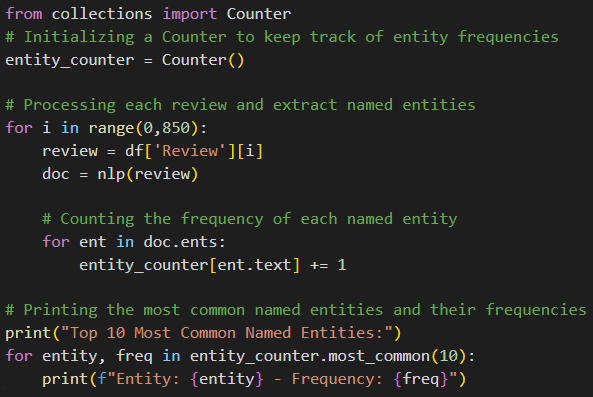 from collections import Counter
# Initializing a Counter to keep track of entity frequencies
entity_counter = Counter()

# Processing each review and extract named entities
for i in range(0,850):
    review = df['Review'][i]
    doc = nlp(review)

    # Counting the frequency of each named entity
    for ent in doc.ents:
        entity_counter[ent.text] += 1

# Printing the most common named entities and their frequencies
print("Top 10 Most Common Named Entities:")
for entity, freq in entity_counter.most_common(10):
    print(f"Entity: {entity} - Frequency: {freq}")